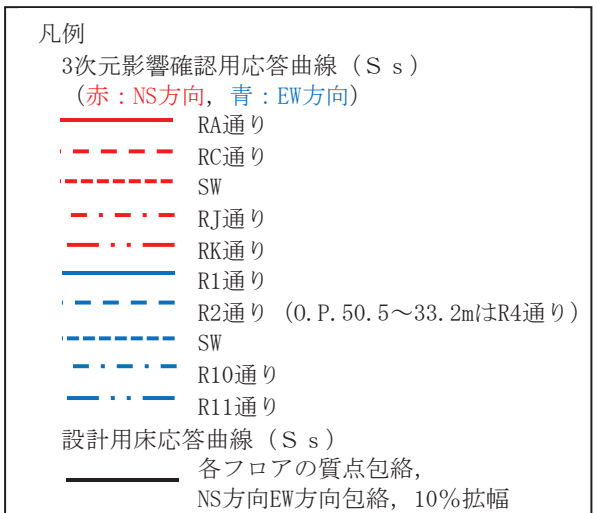 凡例
3次元影響確認用応答曲線（Ｓｓ）
（赤：NS方向，青：EW方向）
RA通り
RC通り
SW
RJ通り
RK通り
R1通り
R2通り（O.P.50.5～33.2mはR4通り）
SW
R10通り
R11通り
設計用床応答曲線（Ｓｓ）
各フロアの質点包絡，
NS方向EW方向包絡，10％拡幅